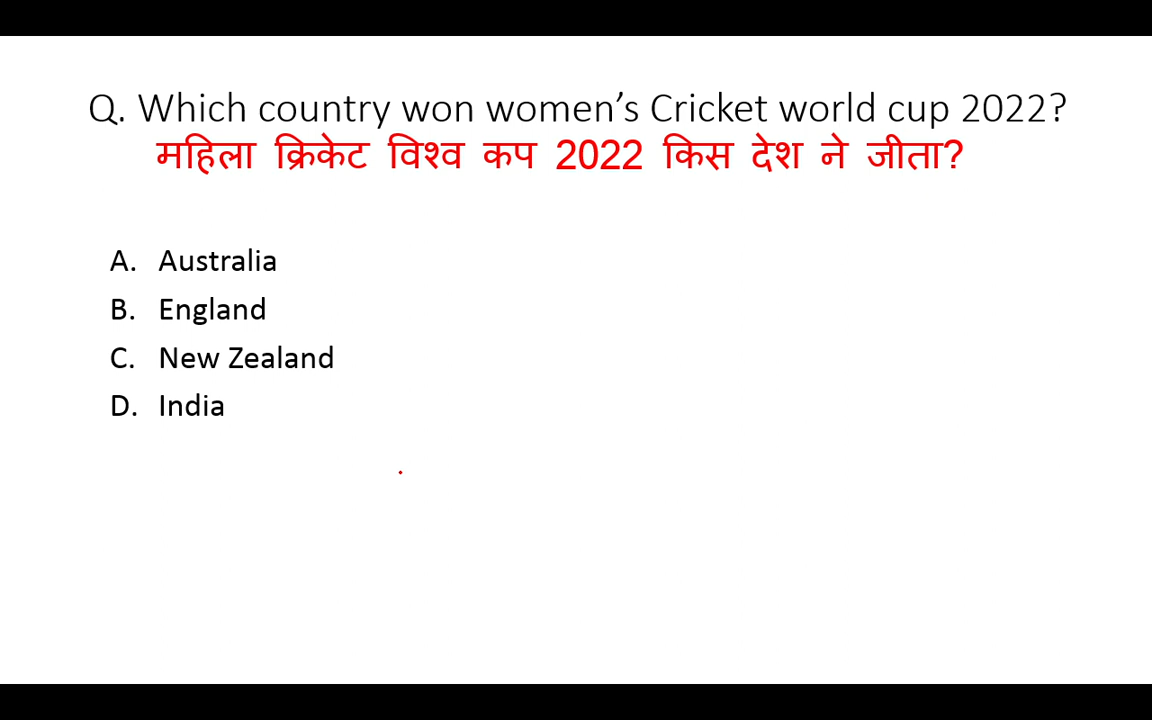 Q. Which country won women’s Cricket world cup 2022?
महिला क्रिकेट विश्व कप 2022 किस देश ने जीता?
A. Australia
B. England
C. New Zealand
D. India